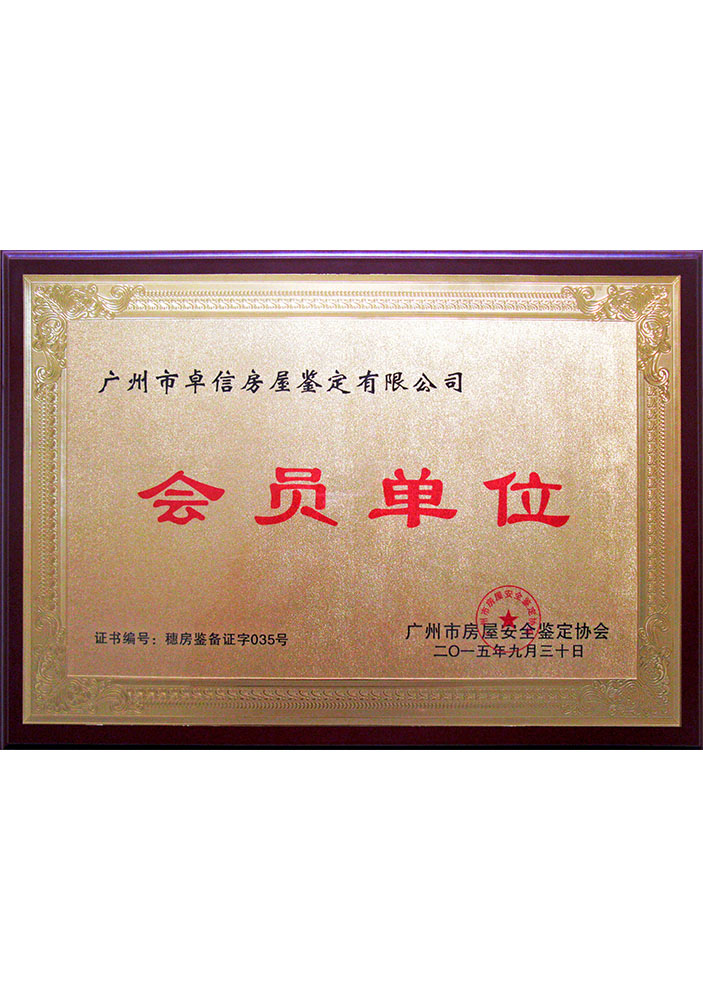 广州市卓信房屋鉴定有限公司
会员单位
证书编号：穗房鉴备证字035号
广州市房屋安全鉴定协会
二〇一五年九月三十日